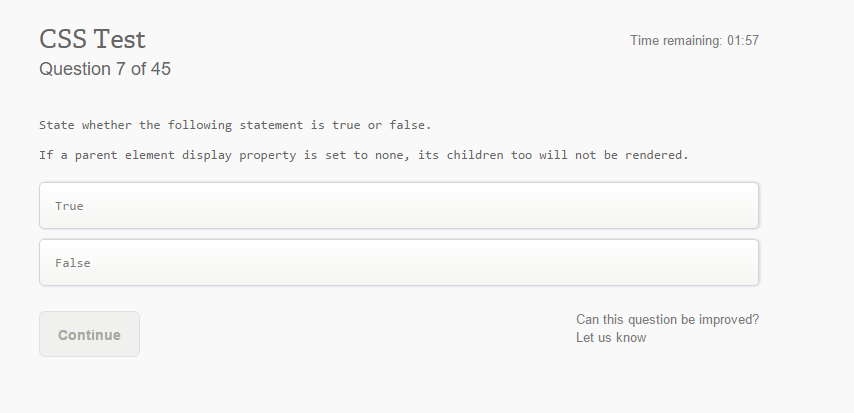 CSS Test
Time remaining: 01:57
Question 7 of 45
State whether the following statement is true or false.
If a parent element display property is set to none, its children too will not be rendered.
True
False
Continue
Can this question be improved?
Let us know